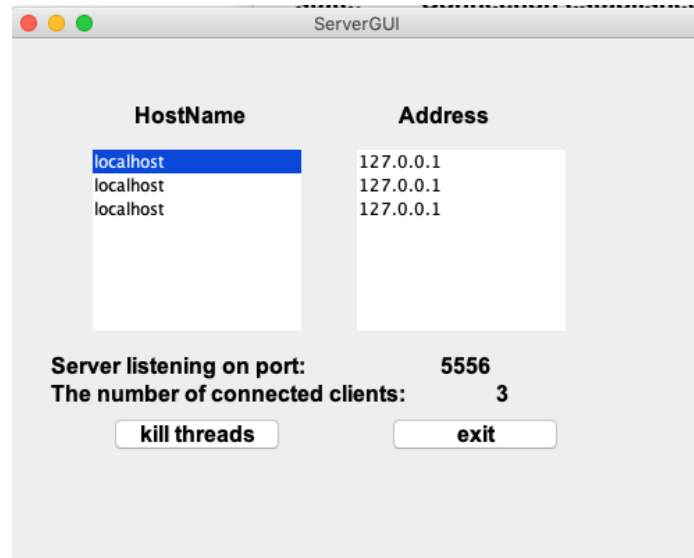 ServerGUI
HostName Address
localhost 127.0.0.1
localhost 127.0.0.1
localhost 127.0.0.1
Server listening on port: 5556
The number of connected clients: 3
kill threads exit